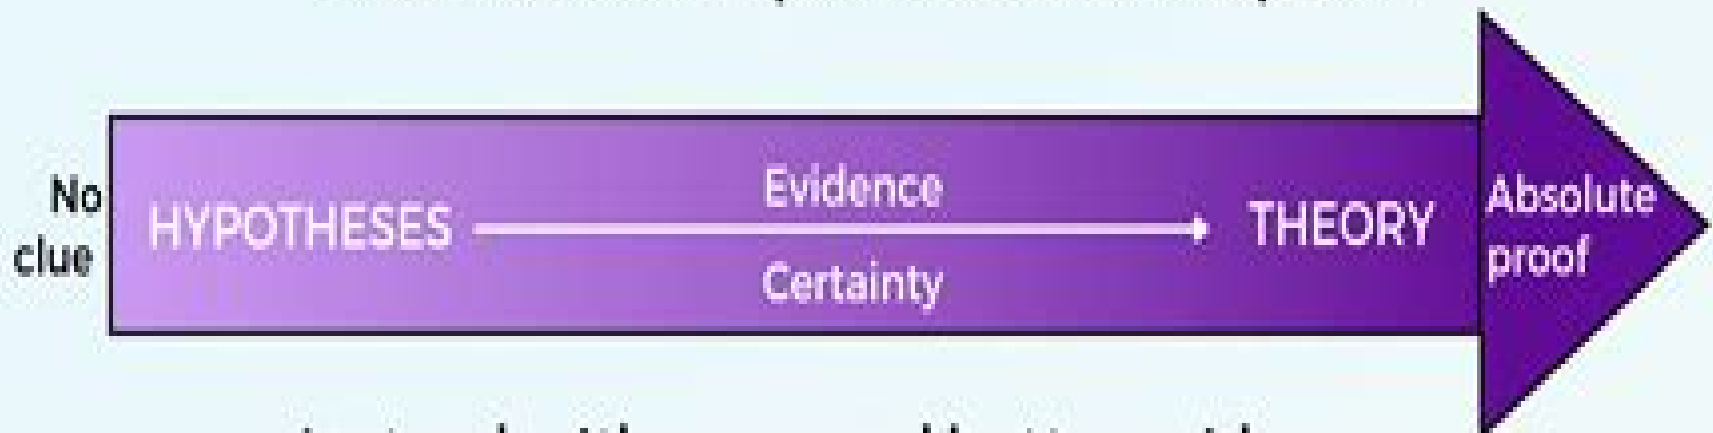 No
clue
HYPOTHESES
Evidence
Certainty
THEORY
Absolute
proof